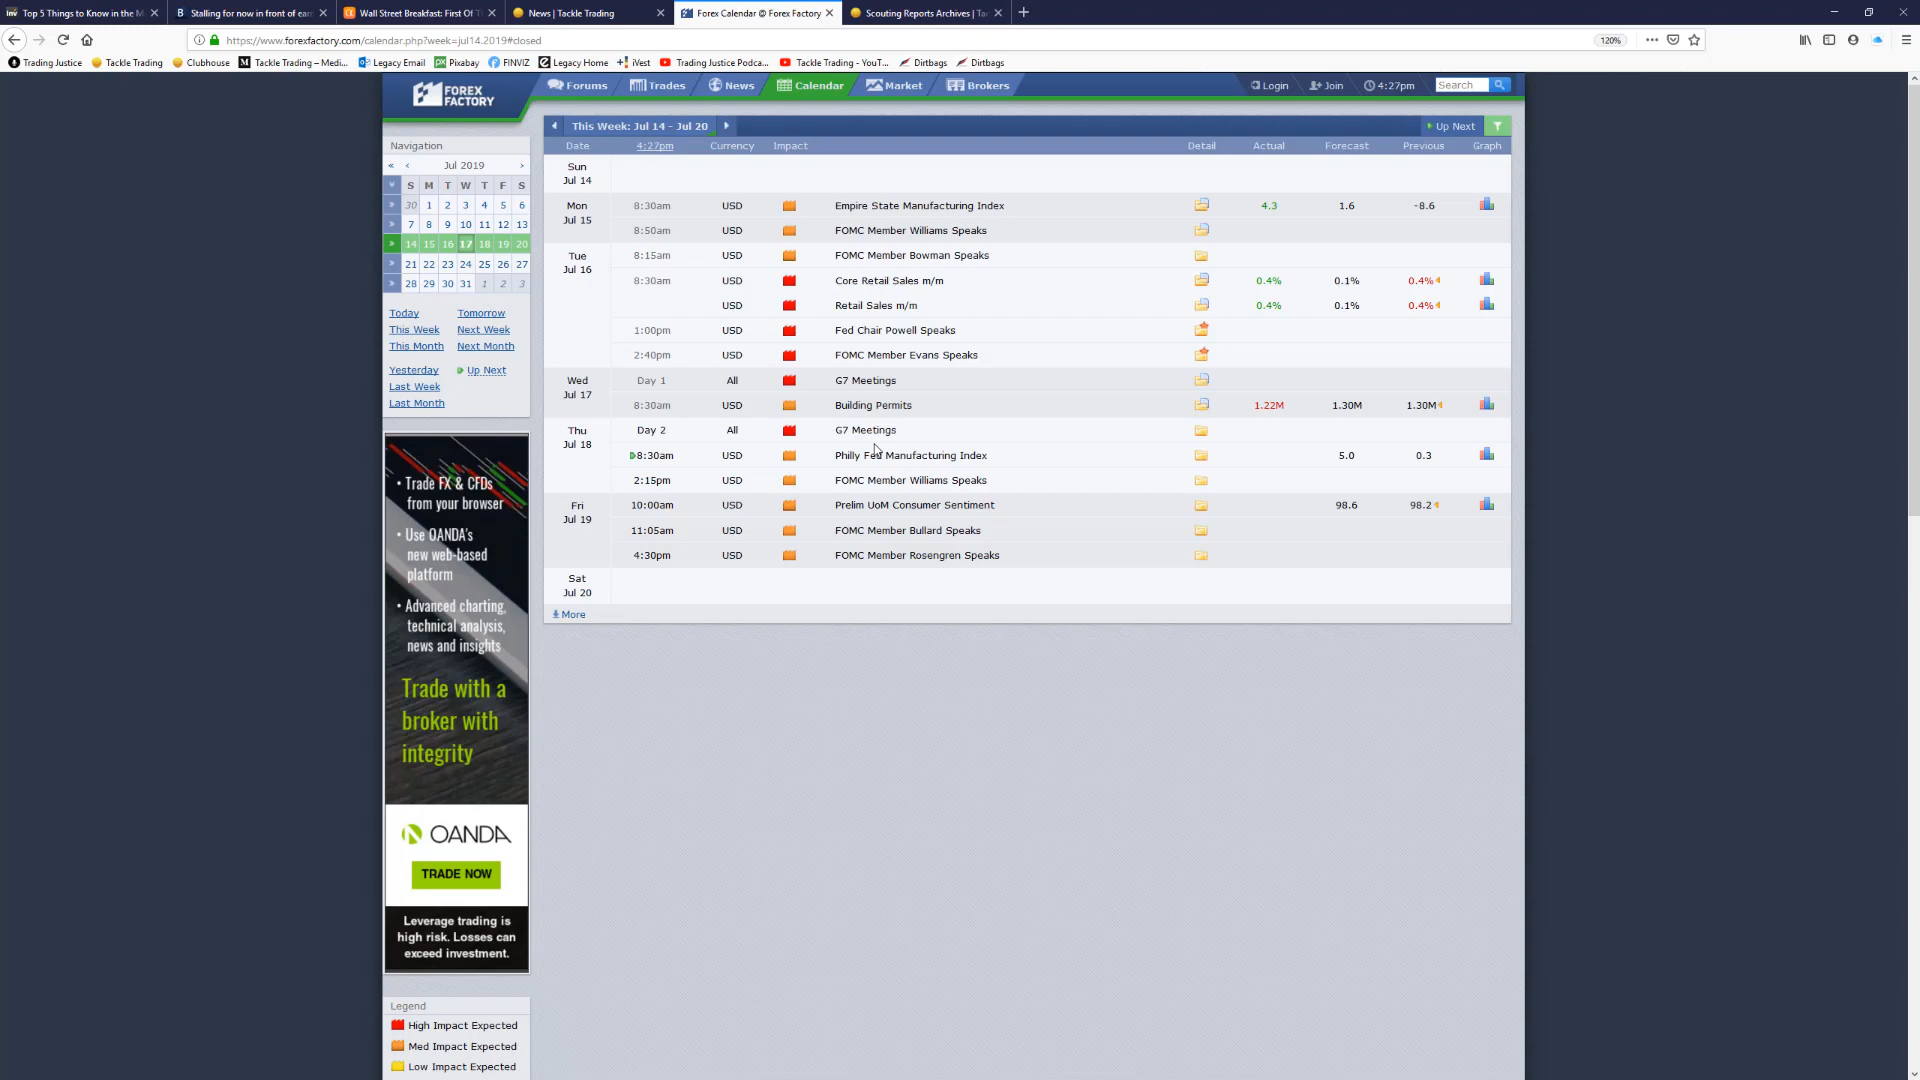 Top 5 Things to Know in the M
Stalling for now in front of earn
Wall Street Breakfast: First Of T
News | Tackle Trading
Forex Calendar @ Forex Factory
Scouting Reports Archives | Tac
https://www.forexfactory.com/calendar.php?week=jul14.2019#closed
120%
Trading Justice
Tackle Trading
Clubhouse
Tackle Trading – Medi...
Legacy Email
Pixabay
FINVIZ
Legacy Home
iVest
Trading Justice Podca...
Tackle Trading - YouT...
Dirtbags
Dirtbags
FOREX FACTORY
Forums
Trades
News
Calendar
Market
Brokers
Login
Join
4:27pm
Search
Navigation
Jul 2019
S M T W T F S
30 1 2 3 4 5 6
7 8 9 10 11 12 13
14 15 16 17 18 19 20
21 22 23 24 25 26 27
28 29 30 31 1 2 3
Today Tomorrow
This Week Next Week
This Month Next Month
Yesterday Up Next
Last Week
Last Month
This Week: Jul 14 - Jul 20
Up Next
Date 4:27pm Currency Impact Detail Actual Forecast Previous Graph
Sun
Jul 14
Mon
Jul 15
8:30am USD Empire State Manufacturing Index 4.3 1.6 -8.6
8:50am USD FOMC Member Williams Speaks
Tue
Jul 16
8:15am USD FOMC Member Bowman Speaks
8:30am USD Core Retail Sales m/m 0.4% 0.1% 0.4%
USD Retail Sales m/m 0.4% 0.1% 0.4%
1:00pm USD Fed Chair Powell Speaks
2:40pm USD FOMC Member Evans Speaks
Wed
Jul 17
Day 1 All G7 Meetings
8:30am USD Building Permits 1.22M 1.30M 1.30M
Thu
Jul 18
Day 2 All G7 Meetings
8:30am USD Philly Fed Manufacturing Index 5.0 0.3
2:15pm USD FOMC Member Williams Speaks
Fri
Jul 19
10:00am USD Prelim UoM Consumer Sentiment 98.6 98.2
11:05am USD FOMC Member Bullard Speaks
4:30pm USD FOMC Member Rosengren Speaks
Sat
Jul 20
More
• Trade FX & CFDs
from your browser
• Use OANDA's
new web-based
platform
• Advanced charting,
technical analysis,
news and insights
Trade with a
broker with
integrity
OANDA
TRADE NOW
Leverage trading is
high risk. Losses can
exceed investment.
Legend
High Impact Expected
Med Impact Expected
Low Impact Expected